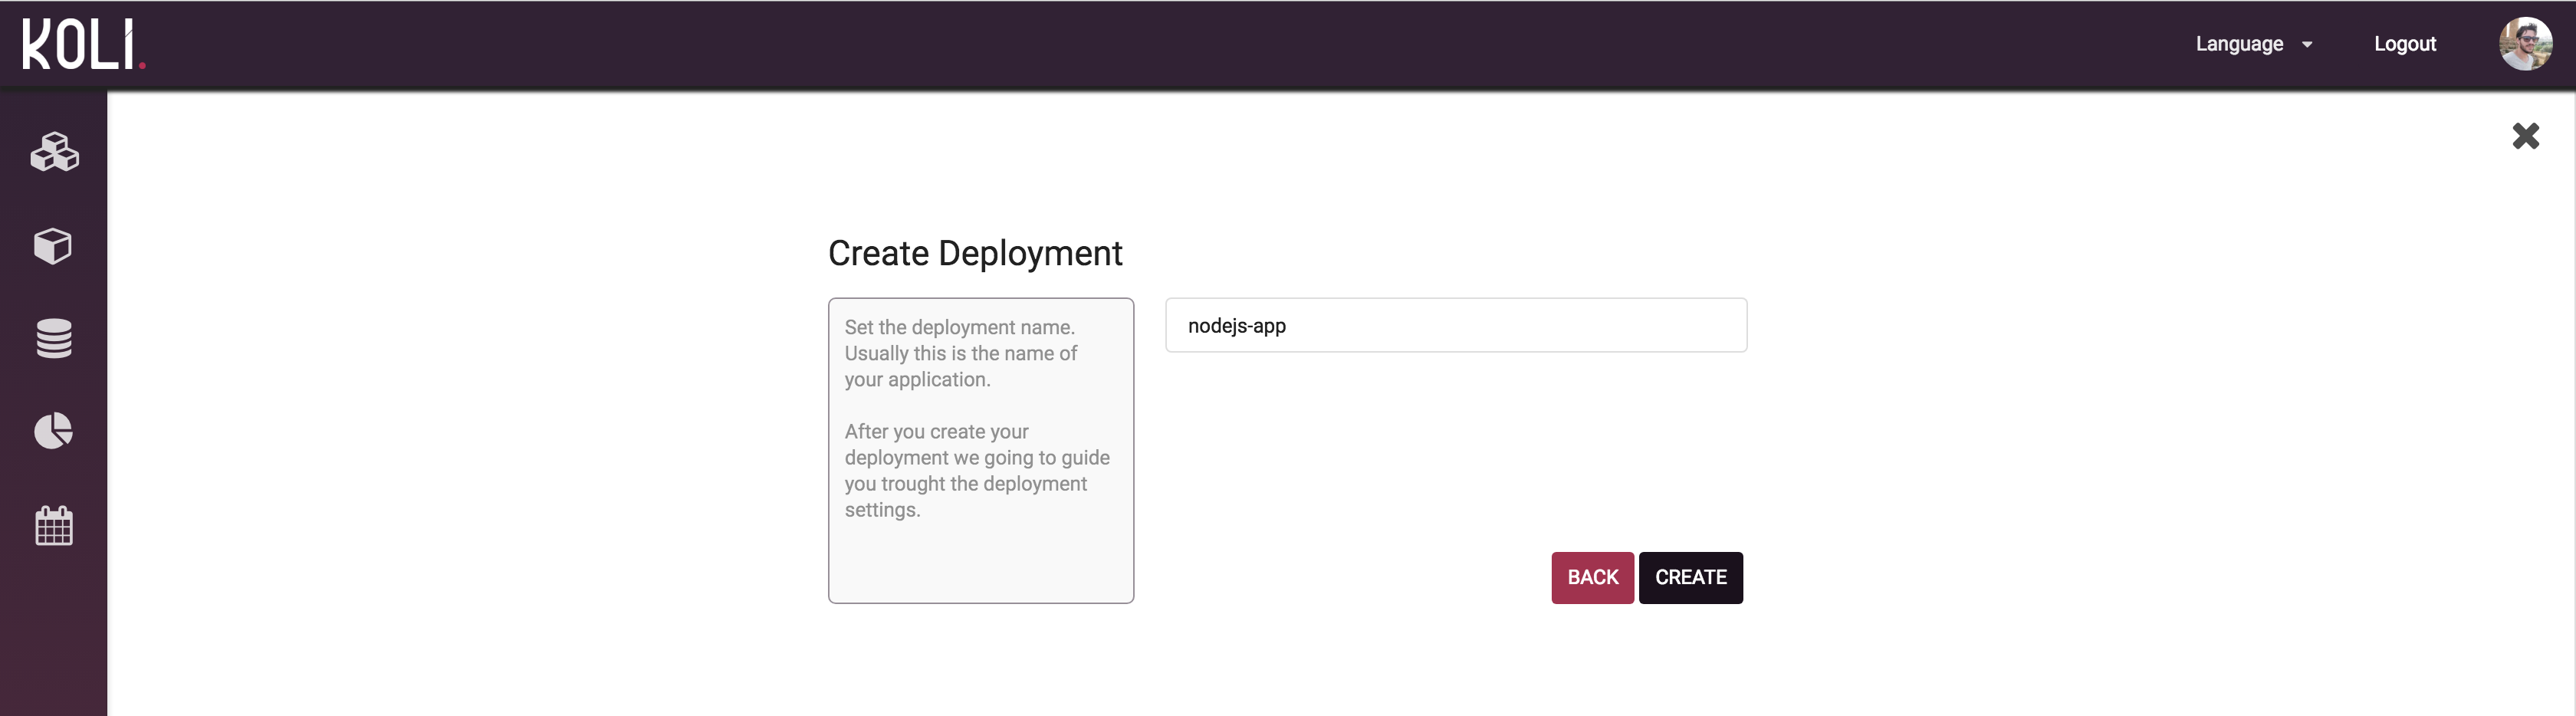 KOLI.
Language
Logout
Create Deployment
Set the deployment name.
Usually this is the name of
your application.
After you create your
deployment we going to guide
you trought the deployment
settings.
nodejs-app
BACK
CREATE